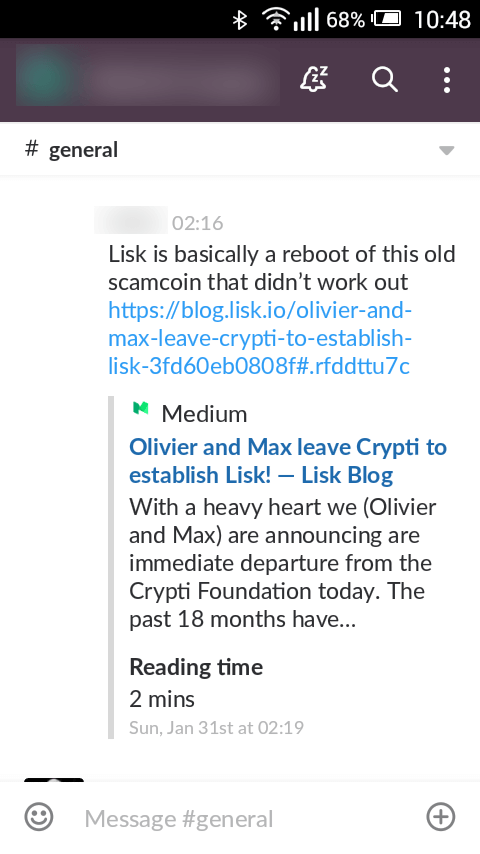 68% 10:48
# general
02:16
Lisk is basically a reboot of this old
scamcoin that didn’t work out
https://blog.lisk.io/olivier-and-
max-leave-crypti-to-establish-
lisk-3fd60eb0808f#.rfddttu7c
Medium
Olivier and Max leave Crypti to
establish Lisk! — Lisk Blog
With a heavy heart we (Olivier
and Max) are announcing are
immediate departure from the
Crypti Foundation today. The
past 18 months have…
Reading time
2 mins
Sun, Jan 31st at 02:19
Message #general